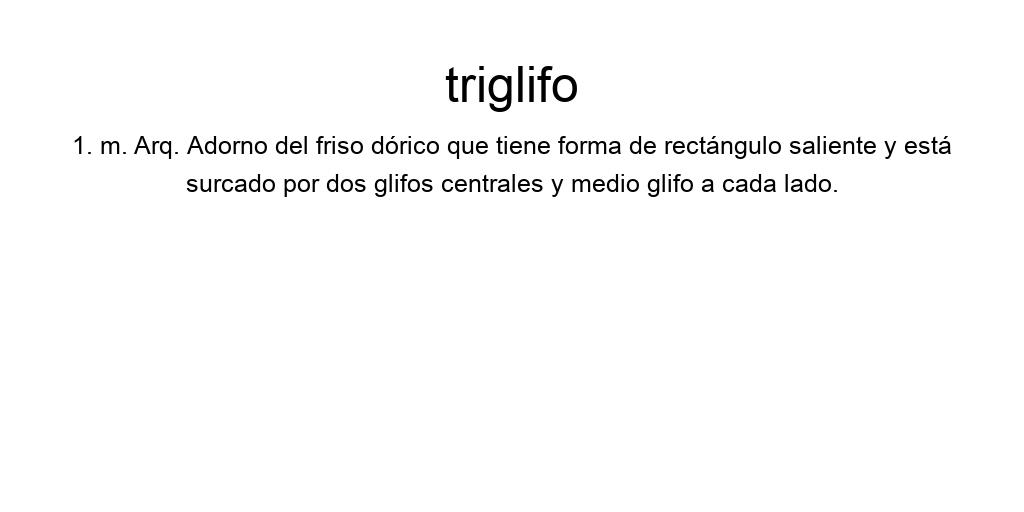 triglifo
1. m. Arq. Adorno del friso dórico que tiene forma de rectángulo saliente y está
surcado por dos glifos centrales y medio glifo a cada lado.